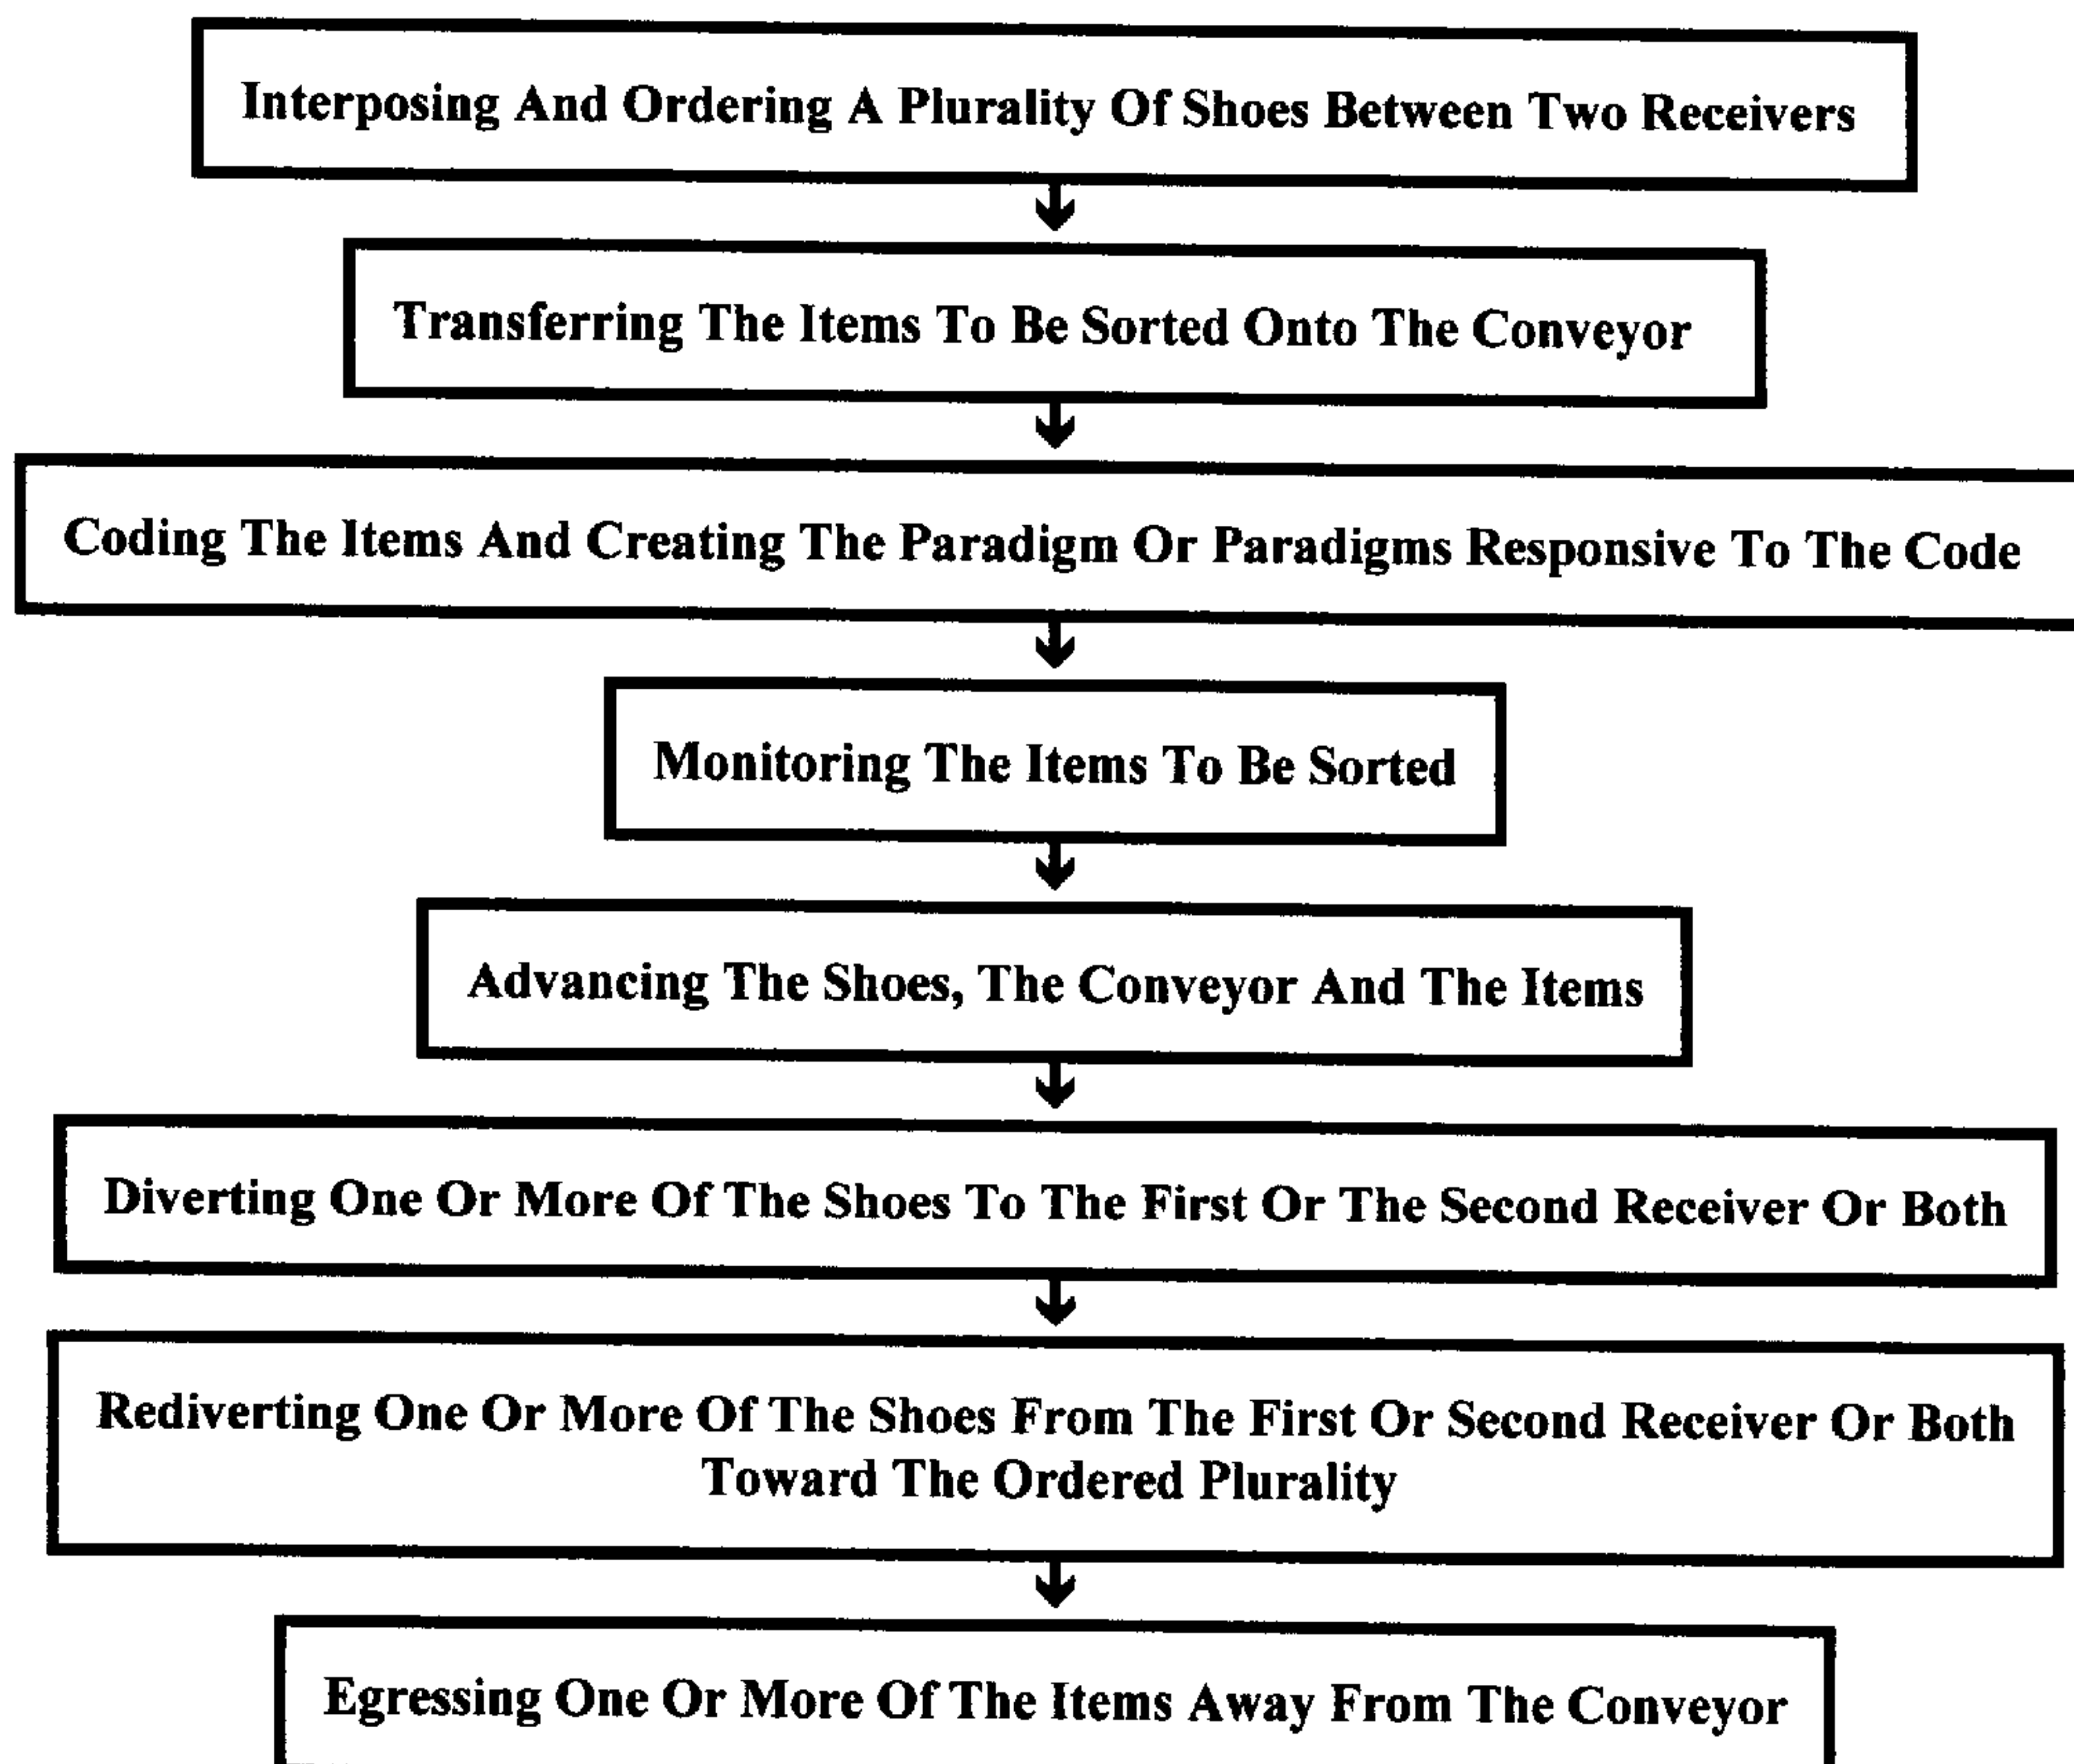 Interposing And Ordering A Plurality Of Shoes Between Two Receivers
Transferring The Items To Be Sorted Onto The Conveyor
Coding The Items And Creating The Paradigm Or Paradigms Responsive To The Code
Monitoring The Items To Be Sorted
Advancing The Shoes, The Conveyor And The Items
Diverting One Or More Of The Shoes To The First Or The Second Receiver Or Both
Rediverting One Or More Of The Shoes From The First Or Second Receiver Or Both
Toward The Ordered Plurality
Egressing One Or More Of The Items Away From The Conveyor